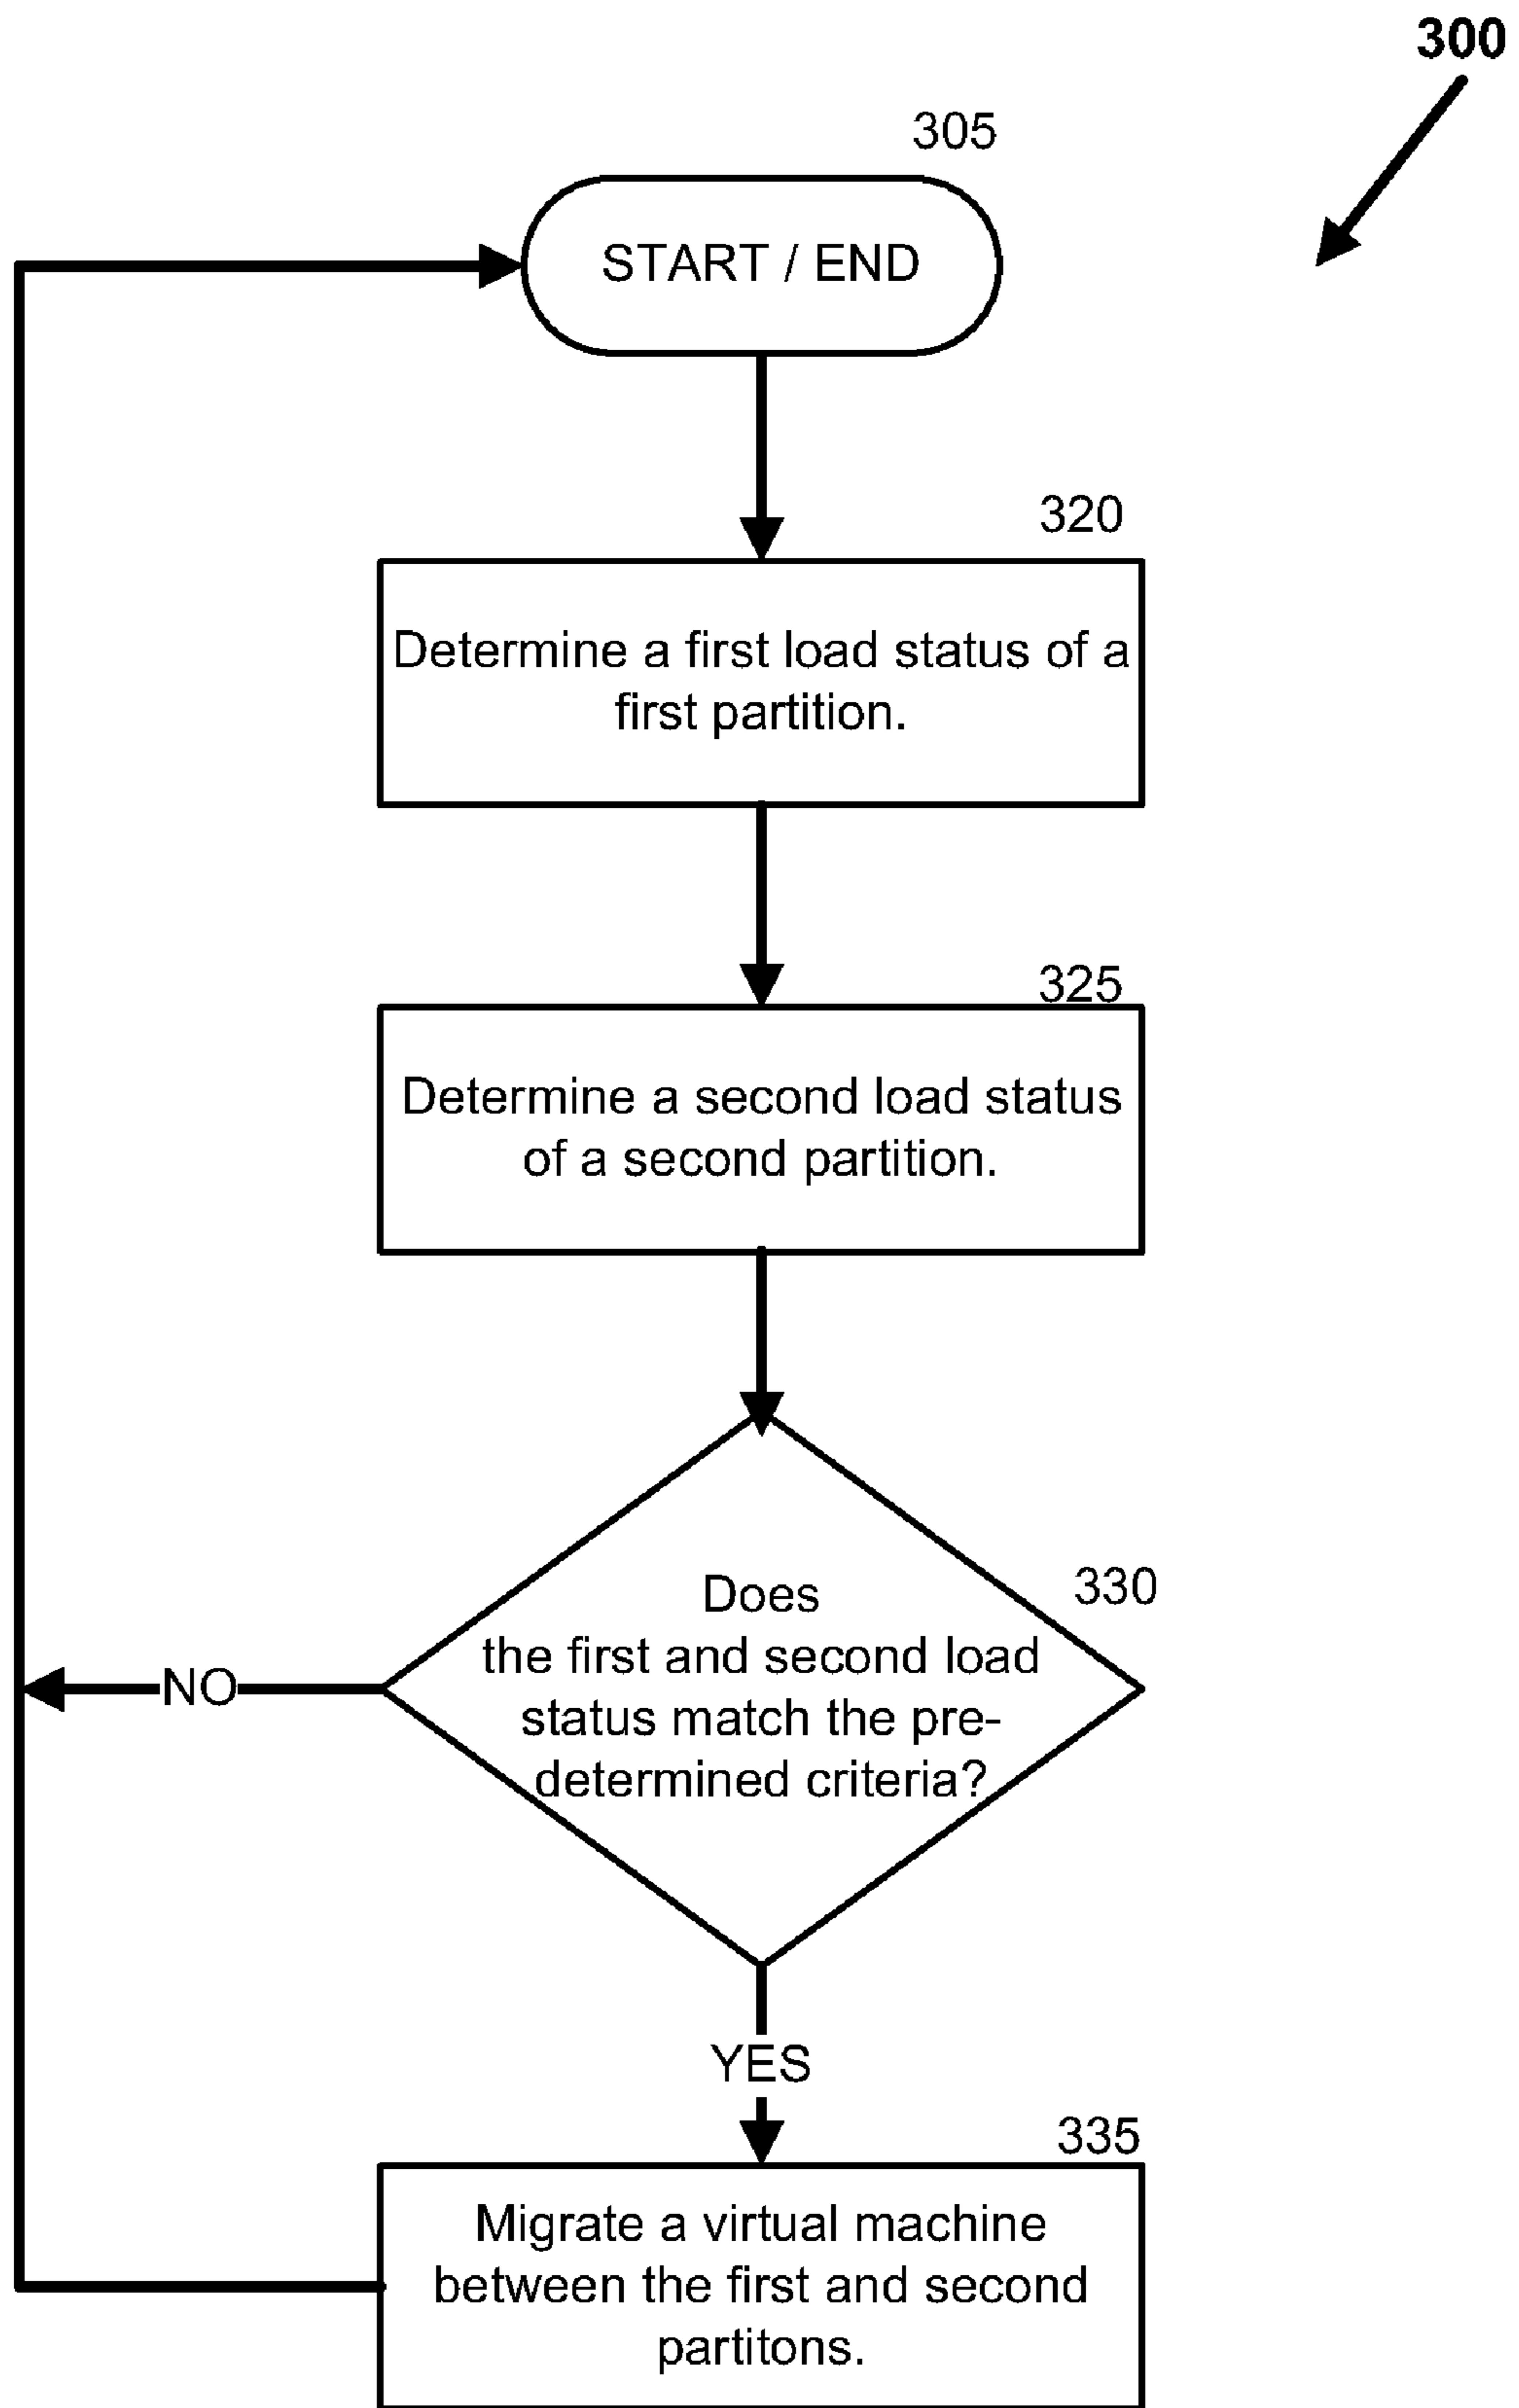 300
305
START / END
320
Determine a first load status of a
first partition.
325
Determine a second load status
of a second partition.
330
Does
the first and second load
status match the pre-
determined criteria?
NO
YES
335
Migrate a virtual machine
between the first and second
partitons.